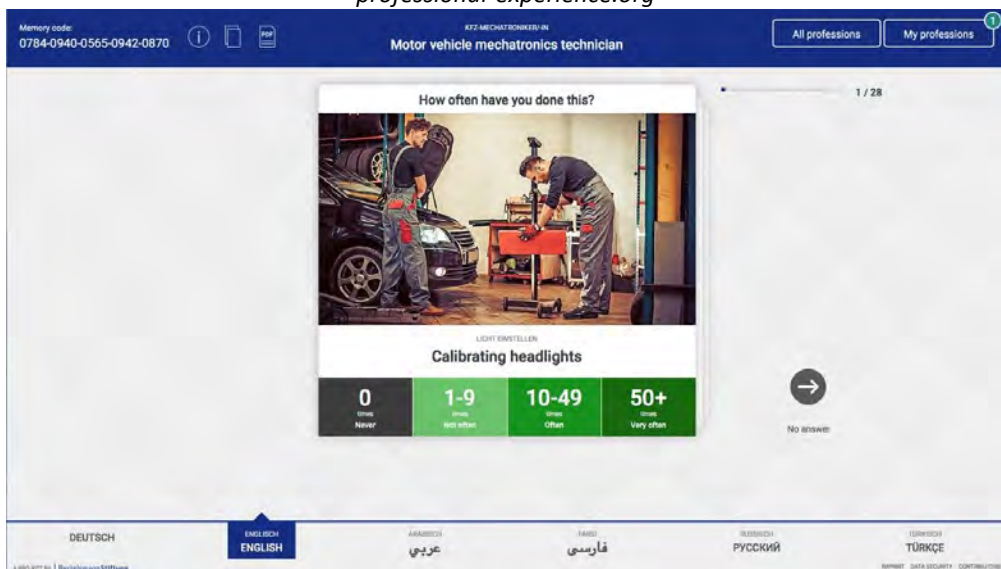 professional-experience.org
Memory code:
0784-0940-0565-0942-0870
PDF
KFZ-MECHATRONIKER/-IN
Motor vehicle mechatronics technician
All professions
My professions
1
How often have you done this?
1 / 28
LICHT EINSTELLEN
Calibrating headlights
0
times
Never
1-9
times
Not often
10-49
times
Often
50+
times
Very often
No answer
DEUTSCH
ENGLISCH
ENGLISH
ARABISCH
عربي
FARSI
فارسی
RUSSISCH
РУССКИЙ
TÜRKISCH
TÜRKÇE
BertelsmannStiftung
IMPRINT DATA SECURITY CONTRIBUTORS